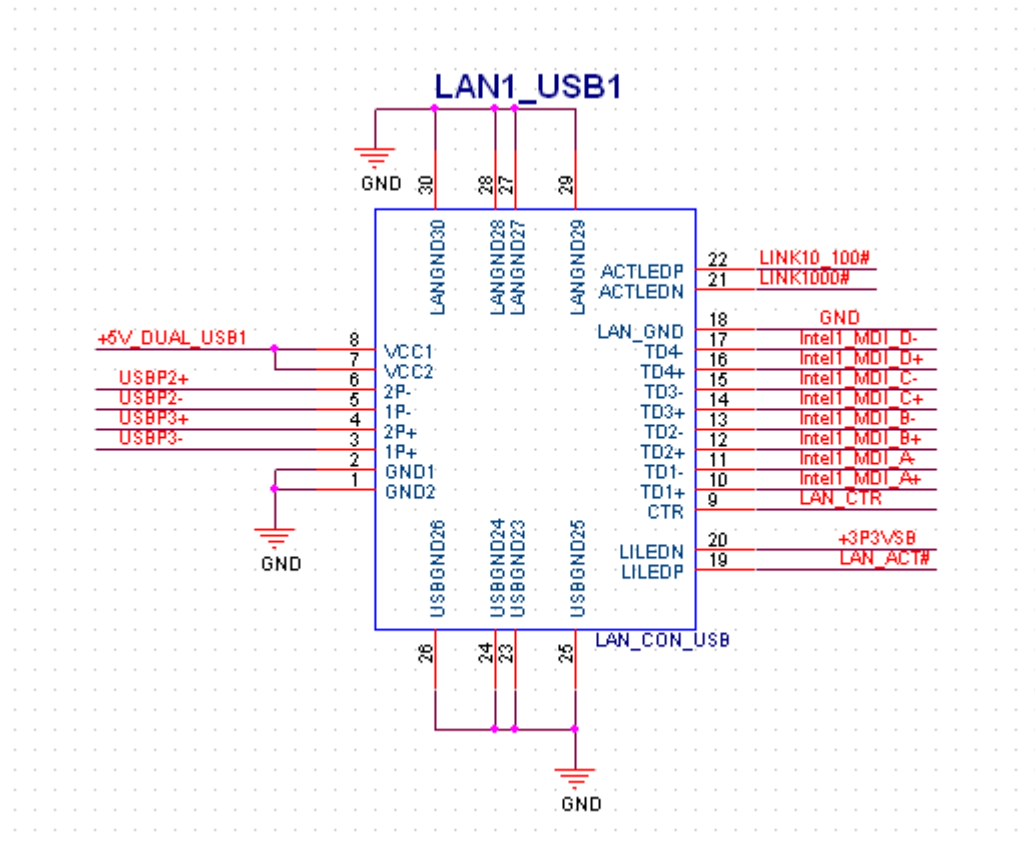 LAN1_USB1
GND
30
28
27
29
LANGND30
LANGND28
LANGND27
LANGND29
ACTLEDP 22 LINK10_100#
ACTLEDN 21 LINK1000#
LAN_GND 18 GND
TD4- 17 Intel1_MDI_D-
TD4+ 16 Intel1_MDI_D+
TD3- 15 Intel1_MDI_C-
TD3+ 14 Intel1_MDI_C+
TD2- 13 Intel1_MDI_B-
TD2+ 12 Intel1_MDI_B+
TD1- 11 Intel1_MDI_A-
TD1+ 10 Intel1_MDI_A+
CTR 9 LAN_CTR
LILEDN 20 +3P3VSB
LILEDP 19 LAN_ACT#
+5V_DUAL_USB1 8 VCC1
7 VCC2
USBP2+ 6 2P-
USBP2- 5 1P-
USBP3+ 4 2P+
USBP3- 3 1P+
2 GND1
1 GND2
GND
USBGND26
USBGND24
USBGND23
USBGND25
LAN_CON_USB
26
24
23
25
GND